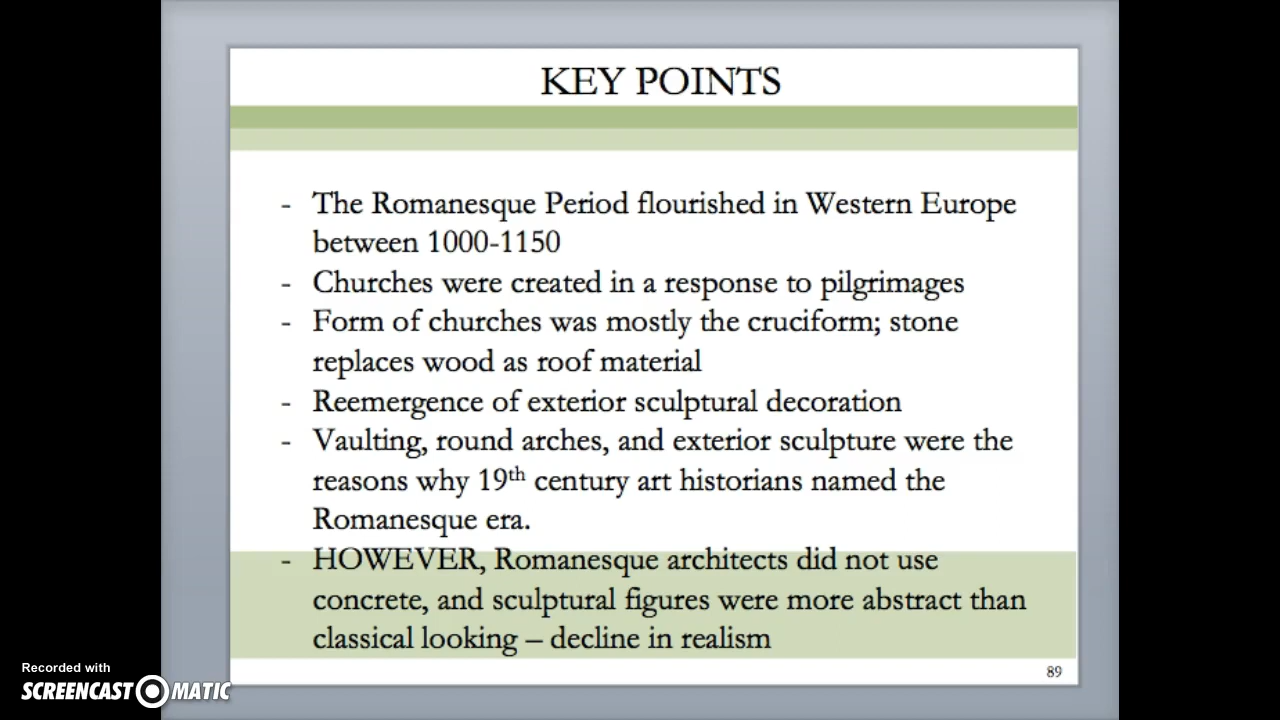 KEY POINTS
- The Romanesque Period flourished in Western Europe
between 1000-1150
- Churches were created in a response to pilgrimages
- Form of churches was mostly the cruciform; stone
replaces wood as roof material
- Reemergence of exterior sculptural decoration
- Vaulting, round arches, and exterior sculpture were the
reasons why 19th century art historians named the
Romanesque era.
- HOWEVER, Romanesque architects did not use
concrete, and sculptural figures were more abstract than
classical looking – decline in realism
89
Recorded with
SCREENCAST MATIC